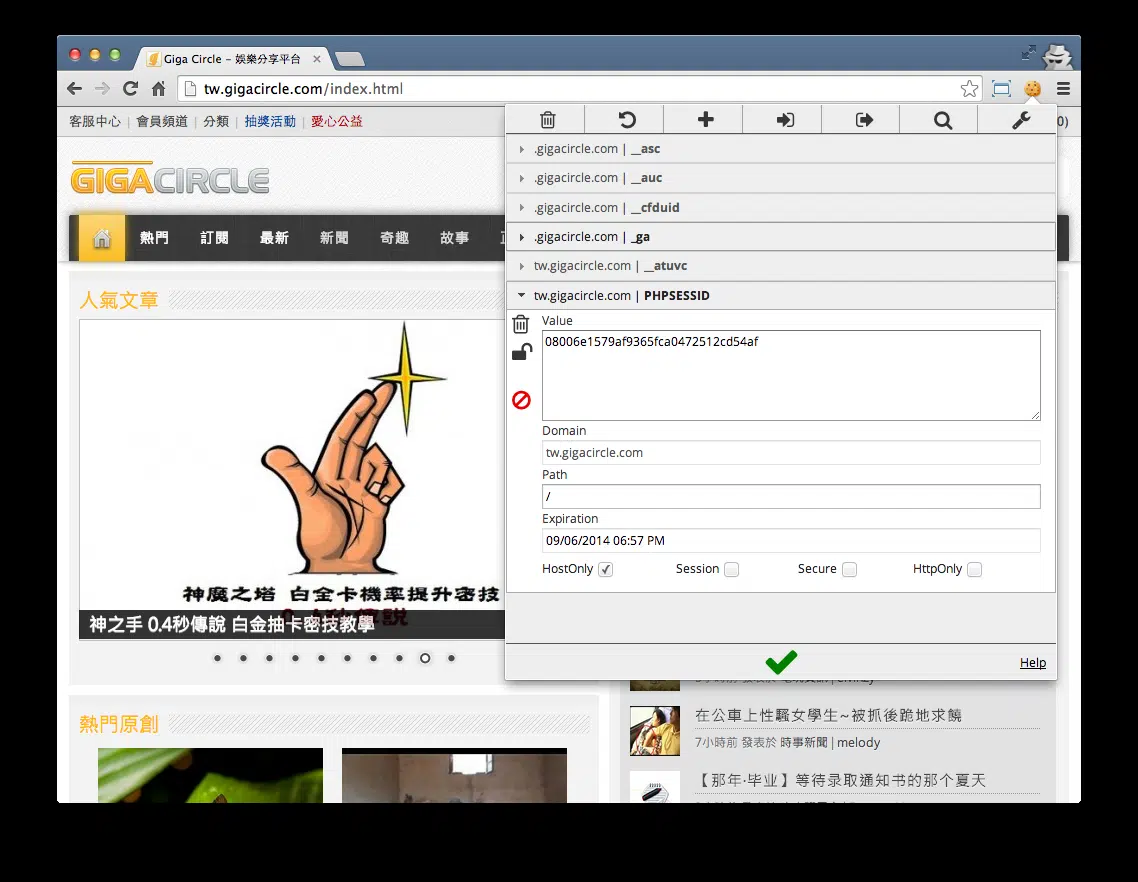 Giga Circle – 娛樂分享平台
tw.gigacircle.com/index.html
客服中心 | 會員頻道 | 分類 | 抽獎活動 | 愛心公益
0)
GIGACIRCLE
熱門 訂閱 最新 新聞 奇趣 故事
.gigacircle.com | __asc
.gigacircle.com | __auc
.gigacircle.com | __cfduid
.gigacircle.com | _ga
tw.gigacircle.com | __atuvc
tw.gigacircle.com | PHPSESSID
Value
08006e1579af9365fca0472512cd54af
Domain
tw.gigacircle.com
Path
/
Expiration
09/06/2014 06:57 PM
HostOnly Session Secure HttpOnly
Help
人氣文章
神魔之塔 白金卡機率提升密技
神之手 0.4秒傳說 白金抽卡密技教學
熱門原創
在公車上性騷女學生~被抓後跪地求饒
7小時前 發表於 時事新聞 | melody
【那年·毕业】等待录取通知书的那个夏天